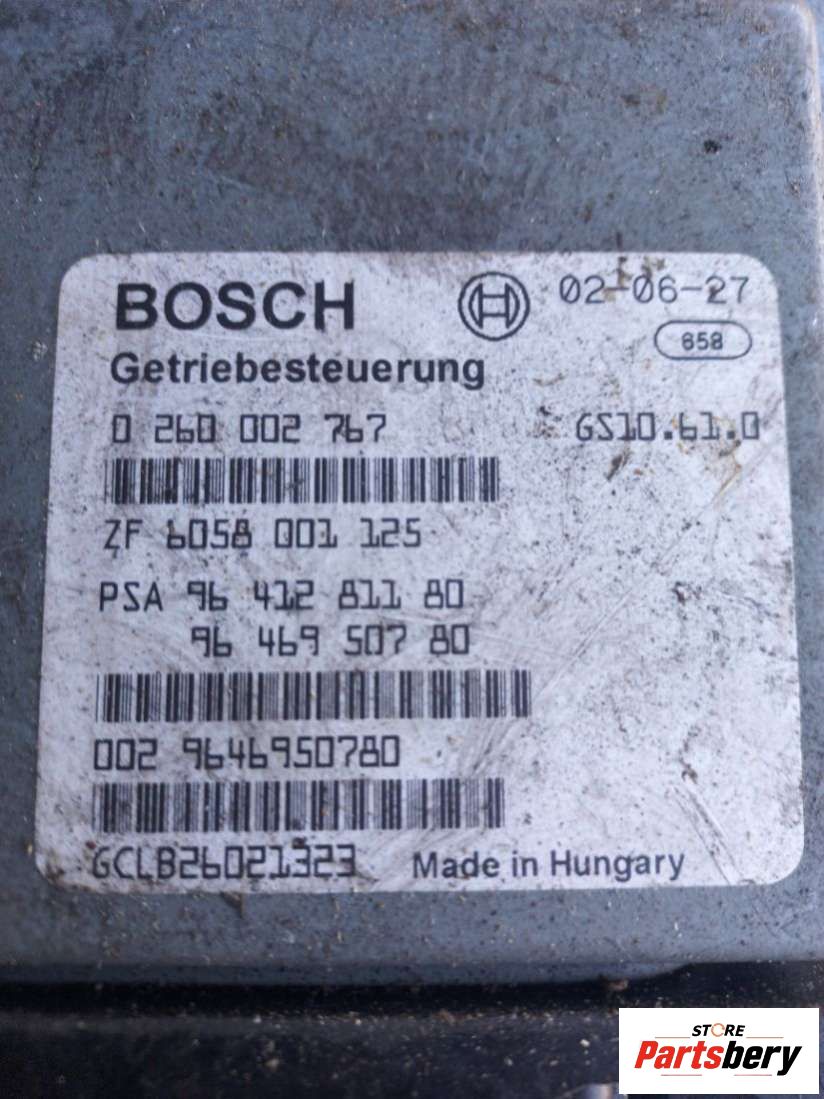 BOSCH 02-06-27
658
Getriebesteuerung
0 260 002 767 GS10.61.0
ZF 6058 001 125
PSA 96 412 811 80
96 469 507 80
002 9646950780
GCLB26021323 Made in Hungary
STORE
Partsbery